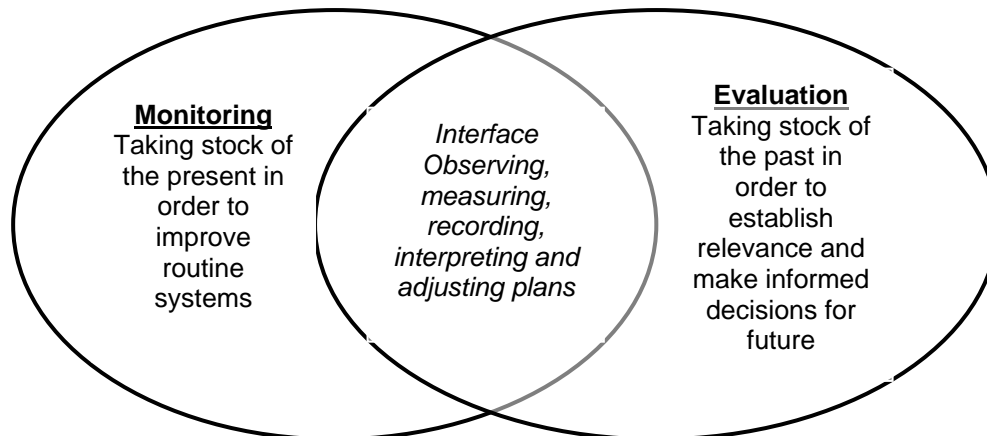 Monitoring
Taking stock of
the present in
order to
improve
routine
systems
Interface
Observing,
measuring,
recording,
interpreting and
adjusting plans
Evaluation
Taking stock of
the past in
order to
establish
relevance and
make informed
decisions for
future